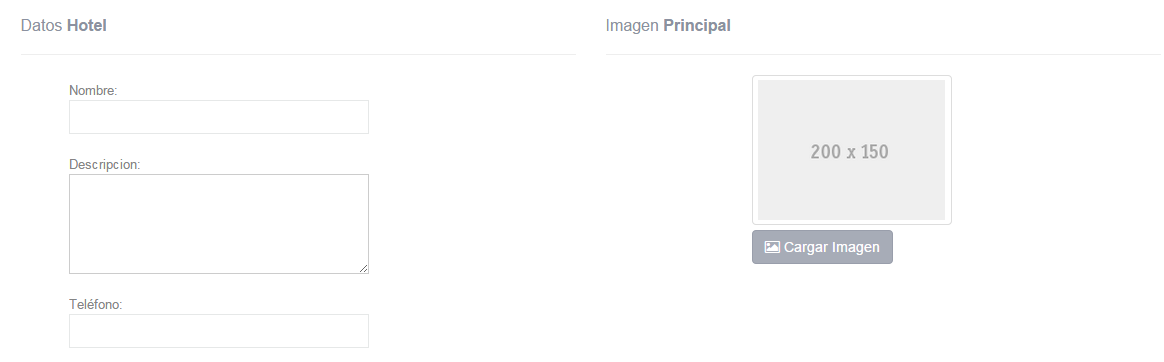 Datos Hotel
Imagen Principal
Nombre:
Descripcion:
Teléfono:
200 x 150
Cargar Imagen